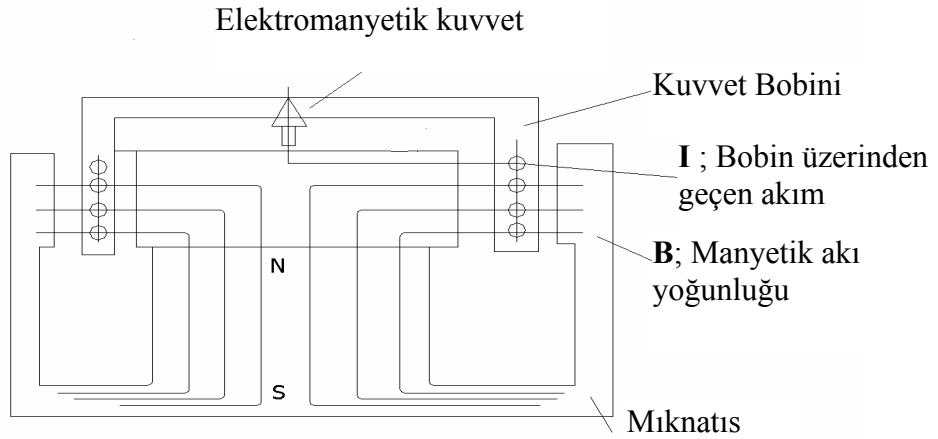 Elektromanyetik kuvvet
Kuvvet Bobini
I ; Bobin üzerinden
geçen akım
B; Manyetik akı
yoğunluğu
N
S
Mıknatıs